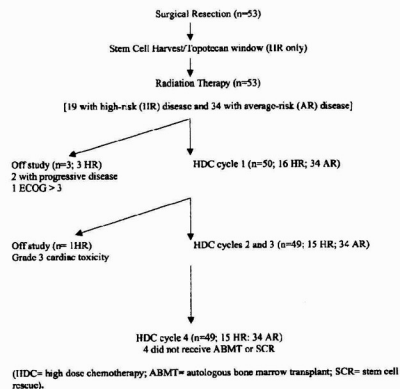 Surgical Resection (n=53)
Stem Cell Harvest/Topotecan window (HR only)
Radiation Therapy (n=53)
[19 with high-risk (HR) disease and 34 with average-risk (AR) disease]
Off study (n=3; 3 HR)
2 with progressive disease
1 ECOG > 3
HDC cycle 1 (n=50; 16 HR; 34 AR)
Off study (n= 1HR)
Grade 3 cardiac toxicity
HDC cycles 2 and 3 (n=49; 15 HR; 34 AR)
HDC cycle 4 (n=49; 15 HR: 34 AR)
4 did not receive ABMT or SCR
(HDC= high dose chemotherapy; ABMT= autologous bone marrow transplant; SCR= stem cell
rescue).